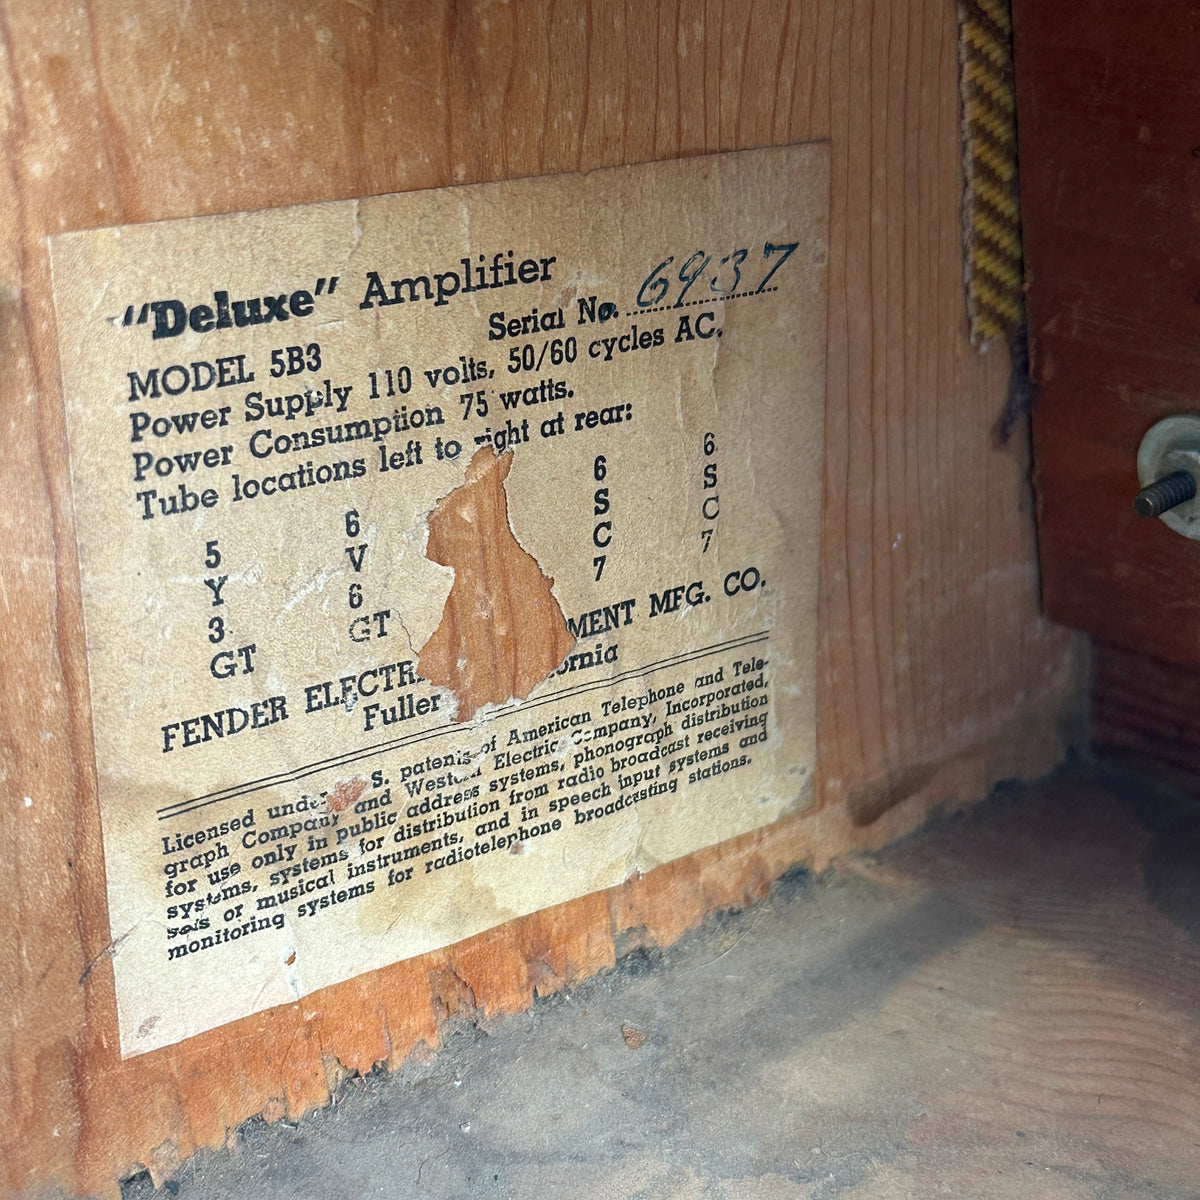 "Deluxe" Amplifier
Serial No. 6937
MODEL 5B3
Power Supply 110 volts, 50/60 cycles AC.
Power Consumption 75 watts.
Tube locations left to right at rear:
5 6 6 6
Y V S S
3 6 C C
GT GT 7 7
FENDER ELECTR MENT MFG. CO.
Fuller ornia
Licensed under S. patents of American Telephone and Tele-
graph Company and Western Electric Company, Incorporated,
for use only in public address systems, phonograph distribution
systems, systems for distribution from radio broadcast receiving
sets or musical instruments, and in speech input systems and
monitoring systems for radiotelephone broadcasting stations.